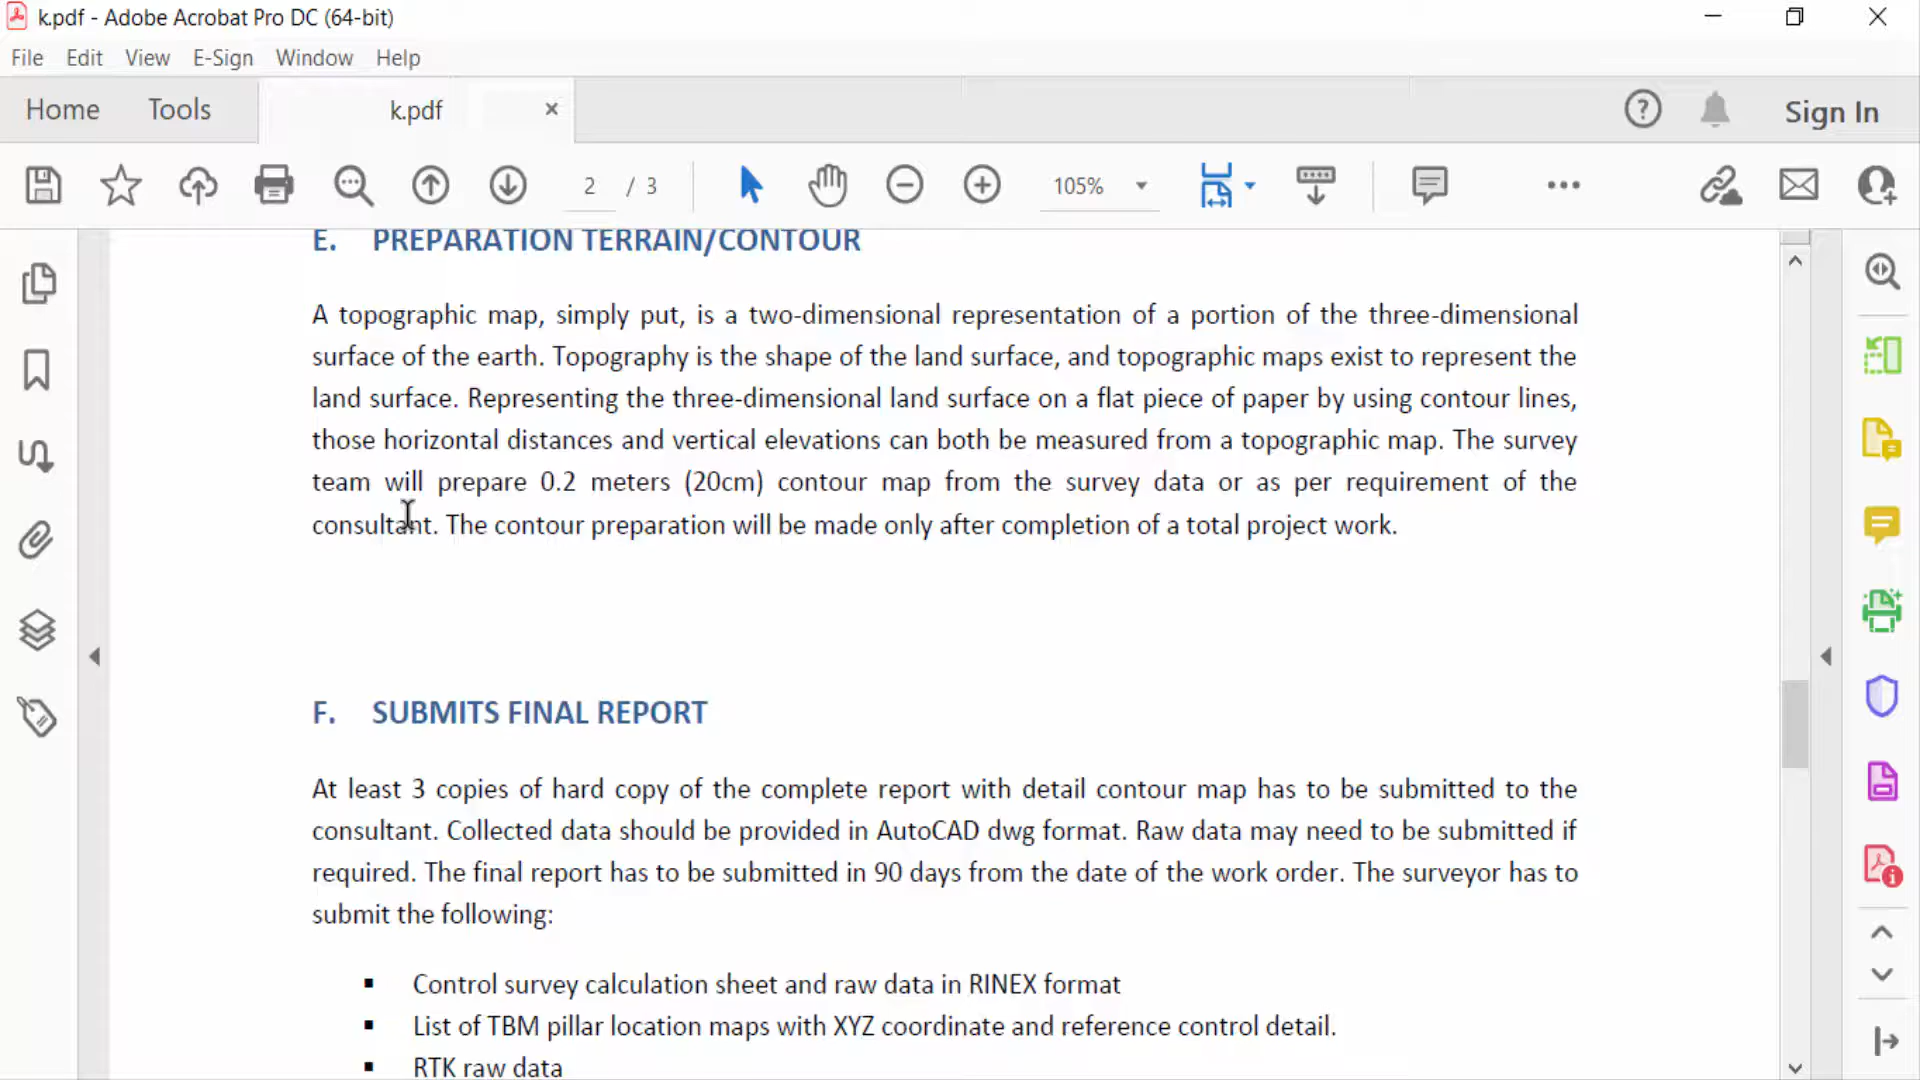 k.pdf - Adobe Acrobat Pro DC (64-bit)
File Edit View E-Sign Window Help
Home Tools k.pdf Sign In
2 / 3 105%
E. PREPARATION TERRAIN/CONTOUR
A topographic map, simply put, is a two-dimensional representation of a portion of the three-dimensional
surface of the earth. Topography is the shape of the land surface, and topographic maps exist to represent the
land surface. Representing the three-dimensional land surface on a flat piece of paper by using contour lines,
those horizontal distances and vertical elevations can both be measured from a topographic map. The survey
team will prepare 0.2 meters (20cm) contour map from the survey data or as per requirement of the
consultant. The contour preparation will be made only after completion of a total project work.
F. SUBMITS FINAL REPORT
At least 3 copies of hard copy of the complete report with detail contour map has to be submitted to the
consultant. Collected data should be provided in AutoCAD dwg format. Raw data may need to be submitted if
required. The final report has to be submitted in 90 days from the date of the work order. The surveyor has to
submit the following:
▪ Control survey calculation sheet and raw data in RINEX format
▪ List of TBM pillar location maps with XYZ coordinate and reference control detail.
▪ RTK raw data